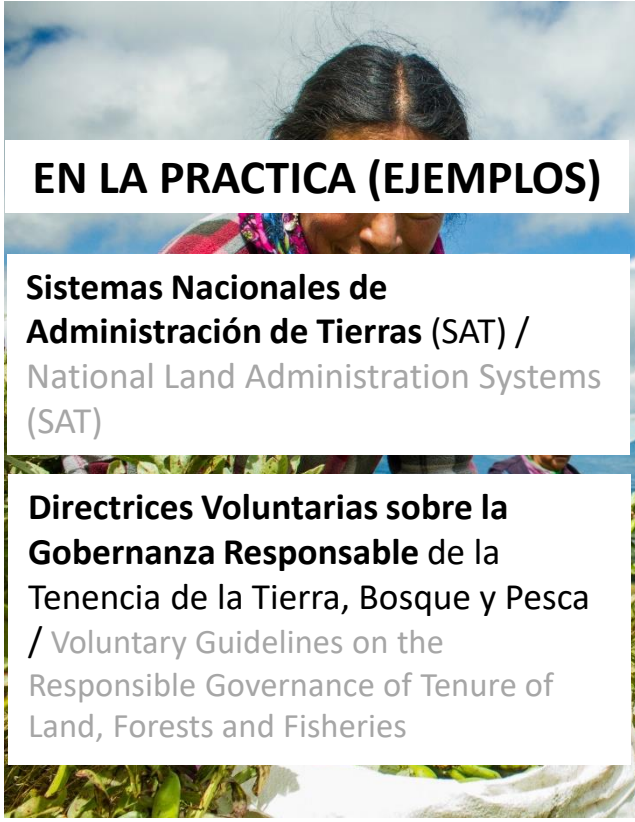 EN LA PRACTICA (EJEMPLOS)
Sistemas Nacionales de
Administración de Tierras (SAT) /
National Land Administration Systems
(SAT)
Directrices Voluntarias sobre la
Gobernanza Responsable de la
Tenencia de la Tierra, Bosque y Pesca
/ Voluntary Guidelines on the
Responsible Governance of Tenure of
Land, Forests and Fisheries